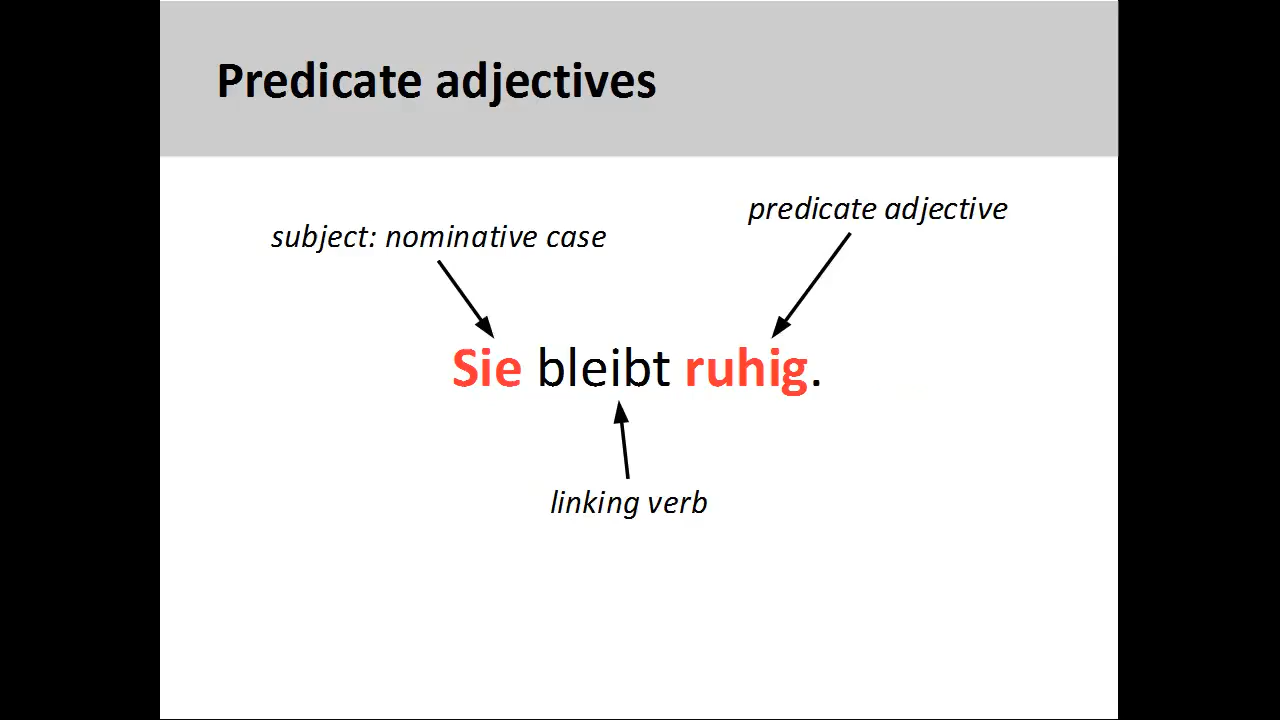 Predicate adjectives
predicate adjective
subject: nominative case
Sie bleibt ruhig.
linking verb